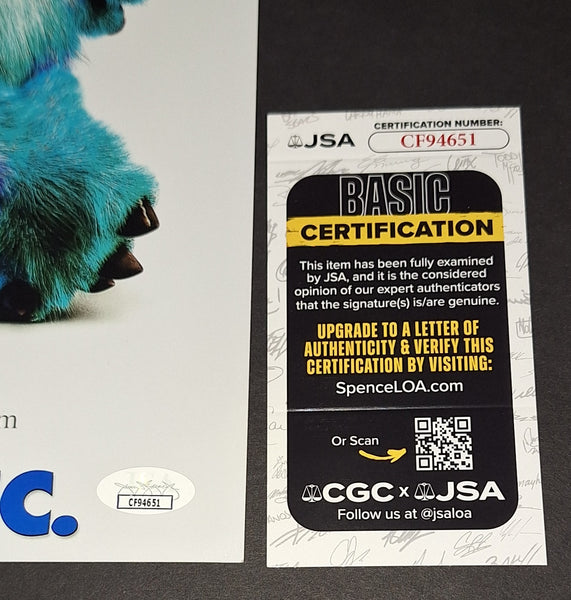 m
C.
CF94651
JSA
CERTIFICATION NUMBER:
CF94651
BASIC
CERTIFICATION
This item has been fully examined
by JSA, and it is the considered
opinion of our expert authenticators
that the signature(s) is/are genuine.
UPGRADE TO A LETTER OF
AUTHENTICITY & VERIFY THIS
CERTIFICATION BY VISITING:
SpenceLOA.com
Or Scan
CGC x JSA
Follow us at @jsaloa